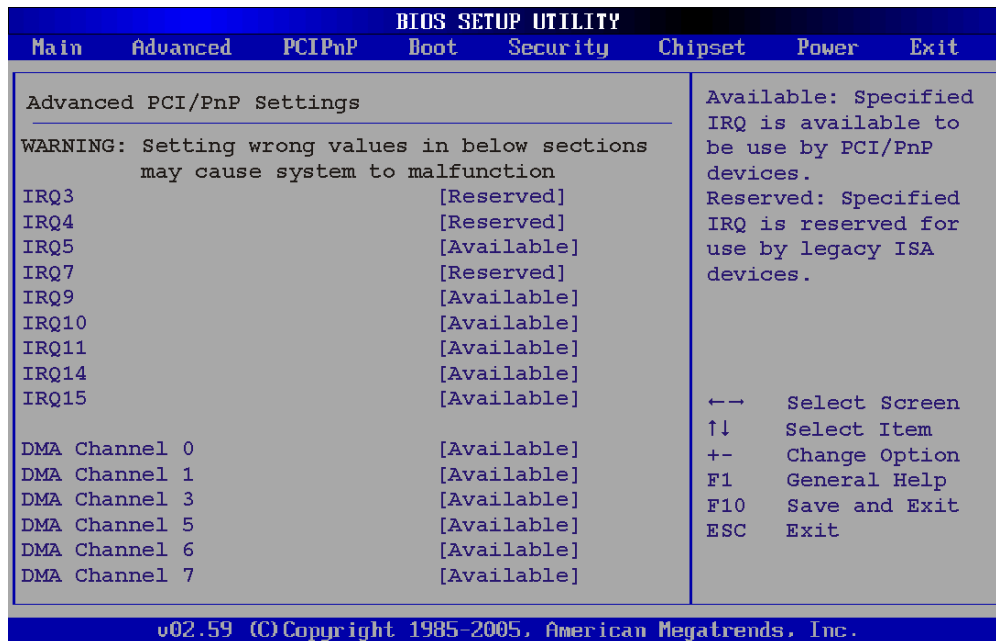 BIOS SETUP UTILITY
Main Advanced PCIPnP Boot Security Chipset Power Exit
Advanced PCI/PnP Settings
WARNING: Setting wrong values in below sections
may cause system to malfunction
IRQ3 [Reserved]
IRQ4 [Reserved]
IRQ5 [Available]
IRQ7 [Reserved]
IRQ9 [Available]
IRQ10 [Available]
IRQ11 [Available]
IRQ14 [Available]
IRQ15 [Available]
DMA Channel 0 [Available]
DMA Channel 1 [Available]
DMA Channel 3 [Available]
DMA Channel 5 [Available]
DMA Channel 6 [Available]
DMA Channel 7 [Available]
Available: Specified
IRQ is available to
be use by PCI/PnP
devices.
Reserved: Specified
IRQ is reserved for
use by legacy ISA
devices.
←→ Select Screen
↑↓ Select Item
+- Change Option
F1 General Help
F10 Save and Exit
ESC Exit
v02.59 (C)Copyright 1985-2005, American Megatrends, Inc.